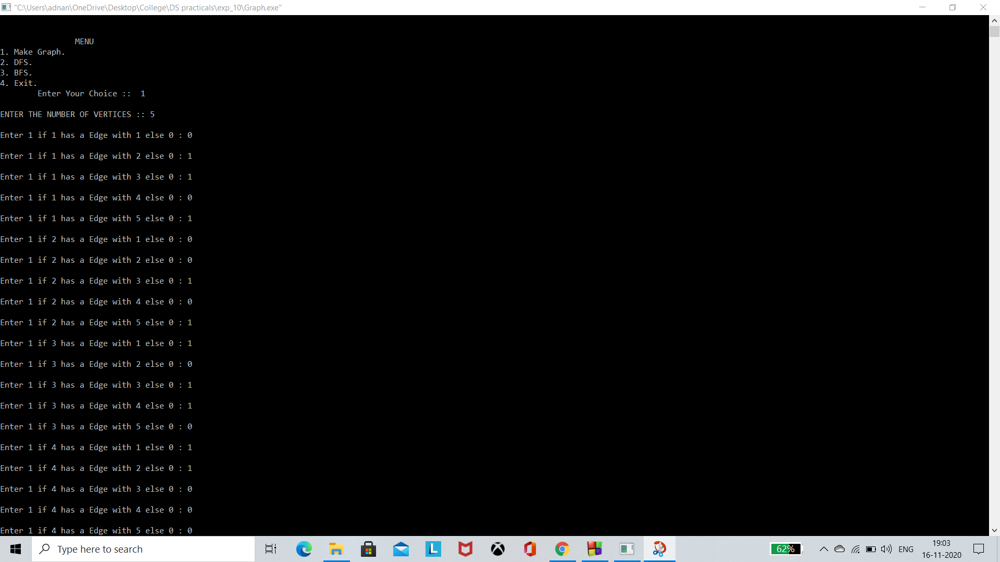 "C:\Users\adnan\OneDrive\Desktop\College\DS practicals\exp_10\Graph.exe"
MENU
1. Make Graph.
2. DFS.
3. BFS.
4. Exit.
Enter Your Choice ::  1
ENTER THE NUMBER OF VERTICES :: 5
Enter 1 if 1 has a Edge with 1 else 0 : 0
Enter 1 if 1 has a Edge with 2 else 0 : 1
Enter 1 if 1 has a Edge with 3 else 0 : 1
Enter 1 if 1 has a Edge with 4 else 0 : 0
Enter 1 if 1 has a Edge with 5 else 0 : 1
Enter 1 if 2 has a Edge with 1 else 0 : 0
Enter 1 if 2 has a Edge with 2 else 0 : 0
Enter 1 if 2 has a Edge with 3 else 0 : 1
Enter 1 if 2 has a Edge with 4 else 0 : 0
Enter 1 if 2 has a Edge with 5 else 0 : 1
Enter 1 if 3 has a Edge with 1 else 0 : 1
Enter 1 if 3 has a Edge with 2 else 0 : 0
Enter 1 if 3 has a Edge with 3 else 0 : 1
Enter 1 if 3 has a Edge with 4 else 0 : 1
Enter 1 if 3 has a Edge with 5 else 0 : 0
Enter 1 if 4 has a Edge with 1 else 0 : 1
Enter 1 if 4 has a Edge with 2 else 0 : 1
Enter 1 if 4 has a Edge with 3 else 0 : 0
Enter 1 if 4 has a Edge with 4 else 0 : 0
Enter 1 if 4 has a Edge with 5 else 0 : 0
Type here to search
L
62%
ENG
19:03
16-11-2020